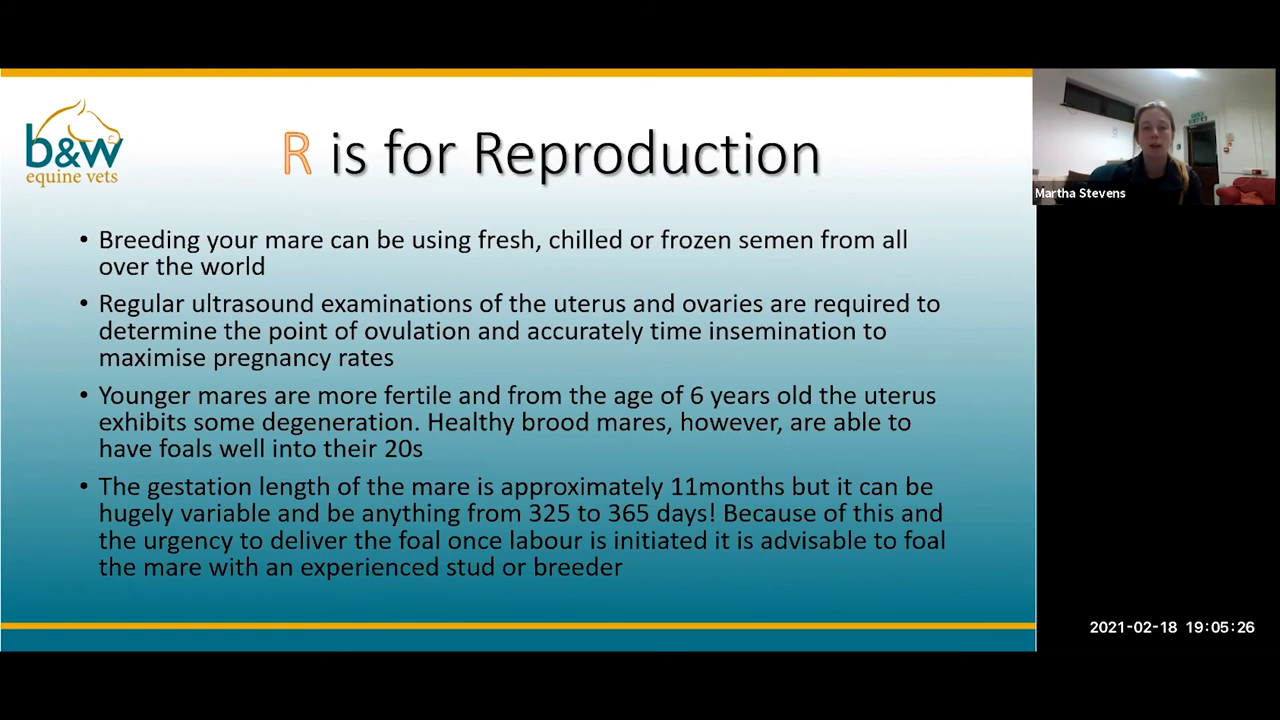 b&w
equine vets
R is for Reproduction
• Breeding your mare can be using fresh, chilled or frozen semen from all
over the world
• Regular ultrasound examinations of the uterus and ovaries are required to
determine the point of ovulation and accurately time insemination to
maximise pregnancy rates
• Younger mares are more fertile and from the age of 6 years old the uterus
exhibits some degeneration. Healthy brood mares, however, are able to
have foals well into their 20s
• The gestation length of the mare is approximately 11months but it can be
hugely variable and be anything from 325 to 365 days! Because of this and
the urgency to deliver the foal once labour is initiated it is advisable to foal
the mare with an experienced stud or breeder
Martha Stevens
2021-02-18 19:05:26